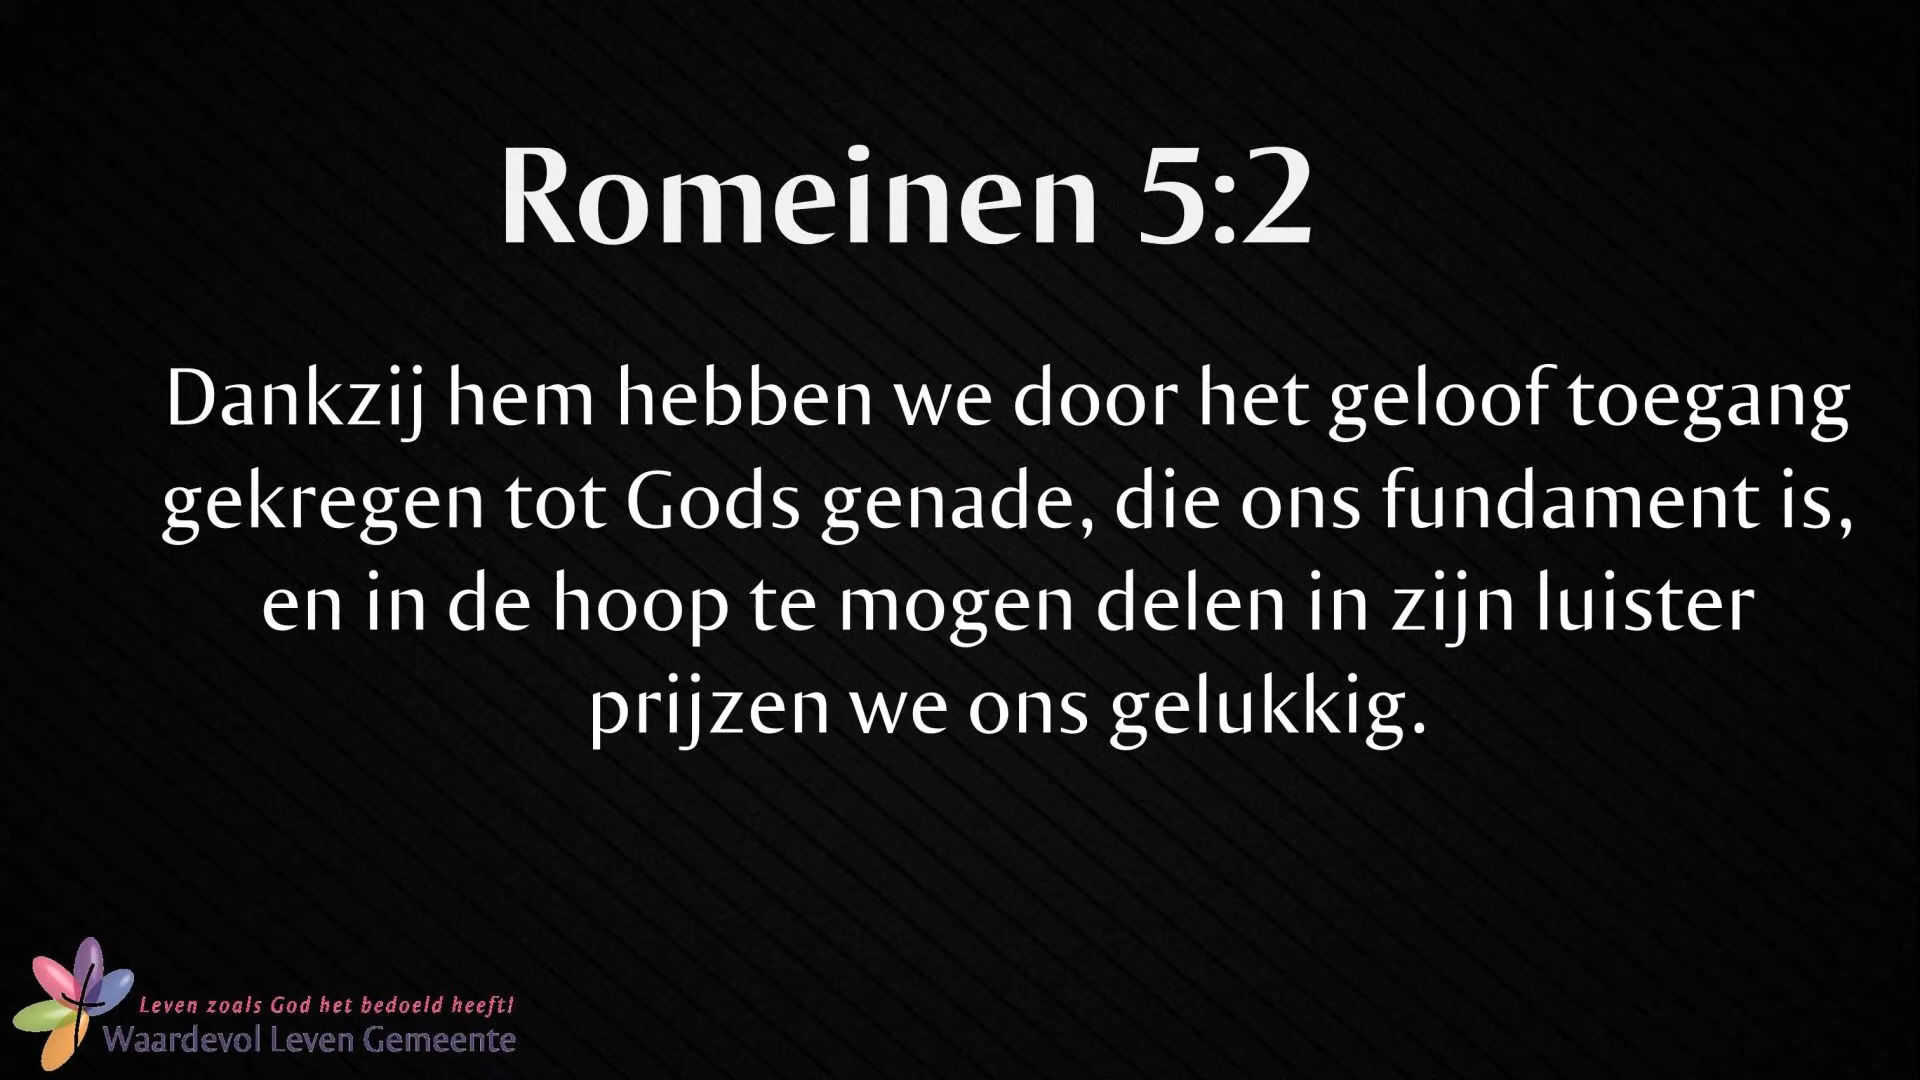 Romeinen 5:2
Dankzij hem hebben we door het geloof toegang
gekregen tot Gods genade, die ons fundament is,
en in de hoop te mogen delen in zijn luister
prijzen we ons gelukkig.
Leven zoals God het bedoeld heeft!
Waardevol Leven Gemeente